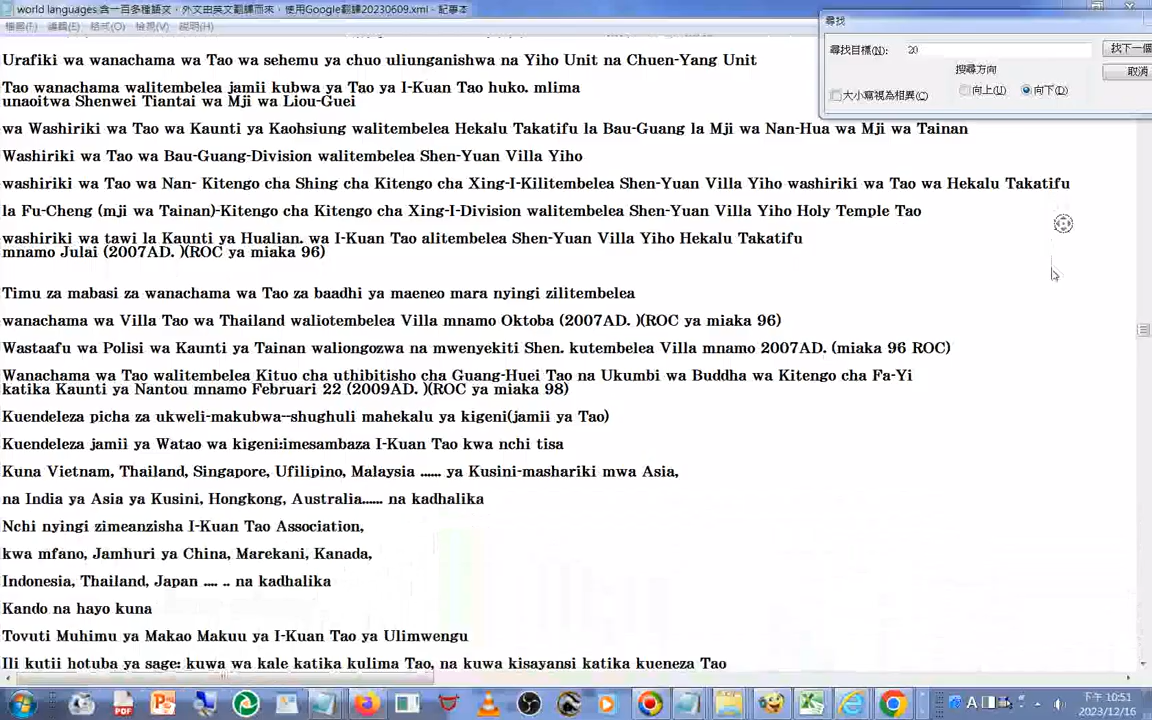 world languages 含一百多種語文，外文由英文翻譯而來，使用Google翻譯20230609.xml - 記事本
檔案(F) 編輯(E) 格式(O) 檢視(V) 說明(H)
尋找
尋找目標(N): 20
找下一個
搜尋方向
取消
大小寫視為相異(C) 向上(U) 向下(D)
Urafiki wa wanachama wa Tao wa sehemu ya chuo uliunganishwa na Yiho Unit na Chuen-Yang Unit
Tao wanachama walitembelea jamii kubwa ya Tao ya I-Kuan Tao huko. mlima
unaoitwa Shenwei Tiantai wa Mji wa Liou-Guei
wa Washiriki wa Tao wa Kaunti ya Kaohsiung walitembelea Hekalu Takatifu la Bau-Guang la Mji wa Nan-Hua wa Mji wa Tainan
Washiriki wa Tao wa Bau-Guang-Division walitembelea Shen-Yuan Villa Yiho
washiriki wa Tao wa Nan- Kitengo cha Shing cha Kitengo cha Xing-I-Kilitembelea Shen-Yuan Villa Yiho washiriki wa Tao wa Hekalu Takatifu
la Fu-Cheng (mji wa Tainan)-Kitengo cha Kitengo cha Xing-I-Division walitembelea Shen-Yuan Villa Yiho Holy Temple Tao
washiriki wa tawi la Kaunti ya Hualian. wa I-Kuan Tao alitembelea Shen-Yuan Villa Yiho Hekalu Takatifu
mnamo Julai (2007AD. )(ROC ya miaka 96)
Timu za mabasi za wanachama wa Tao za baadhi ya maeneo mara nyingi zilitembelea
wanachama wa Villa Tao wa Thailand waliotembelea Villa mnamo Oktoba (2007AD. )(ROC ya miaka 96)
Wastaafu wa Polisi wa Kaunti ya Tainan waliongozwa na mwenyekiti Shen. kutembelea Villa mnamo 2007AD. (miaka 96 ROC)
Wanachama wa Tao walitembelea Kituo cha uthibitisho cha Guang-Huei Tao na Ukumbi wa Buddha wa Kitengo cha Fa-Yi
katika Kaunti ya Nantou mnamo Februari 22 (2009AD. )(ROC ya miaka 98)
Kuendeleza picha za ukweli-makubwa--shughuli mahekalu ya kigeni(jamii ya Tao)
Kuendeleza jamii ya Watao wa kigeni:imesambaza I-Kuan Tao kwa nchi tisa
Kuna Vietnam, Thailand, Singapore, Ufilipino, Malaysia ...... ya Kusini-mashariki mwa Asia,
na India ya Asia ya Kusini, Hongkong, Australia...... na kadhalika
Nchi nyingi zimeanzisha I-Kuan Tao Association,
kwa mfano, Jamhuri ya China, Marekani, Kanada,
Indonesia, Thailand, Japan .... .. na kadhalika
Kando na hayo kuna
Tovuti Muhimu ya Makao Makuu ya I-Kuan Tao ya Ulimwengu
Ili kutii hotuba ya sage: kuwa wa kale katika kulima Tao, na kuwa kisayansi katika kueneza Tao
下午 10:51
2023/12/16